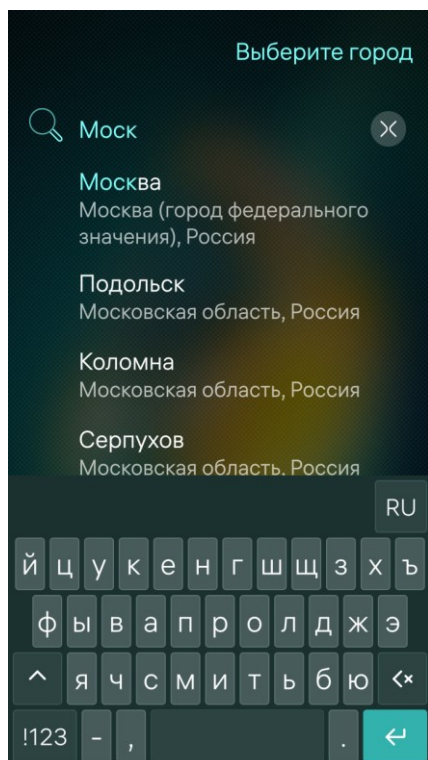 Выберите город
Моск
Москва
Москва (город федерального
значения), Россия
Подольск
Московская область, Россия
Коломна
Московская область, Россия
Серпухов
Московская область, Россия
RU
й ц у к е н г ш щ з х ъ
ф ы в а п р о л д ж э
я ч с м и т ь б ю
!123 - , .